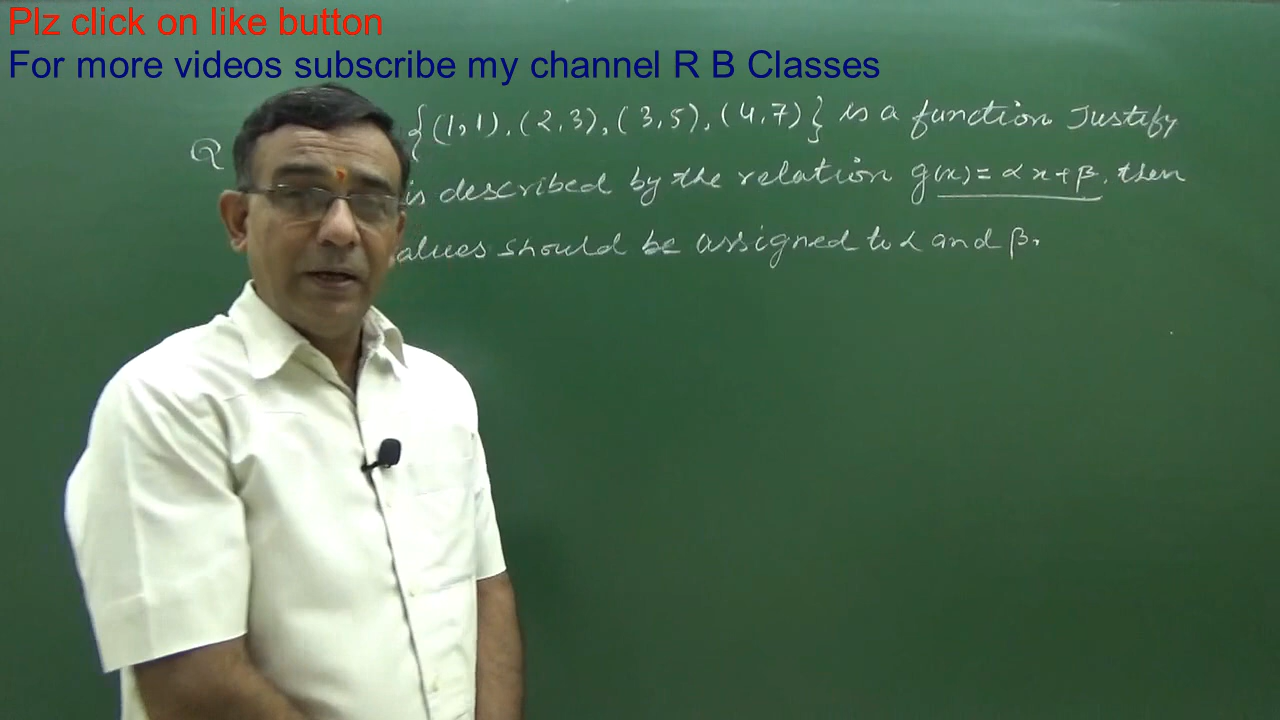 Plz click on like button
For more videos subscribe my channel R B Classes
Q {(1,1), (2,3), (3,5), (4,7)} is a function Justify
is described by the relation g(x) = αx+β, then
alues should be assigned to α and β.